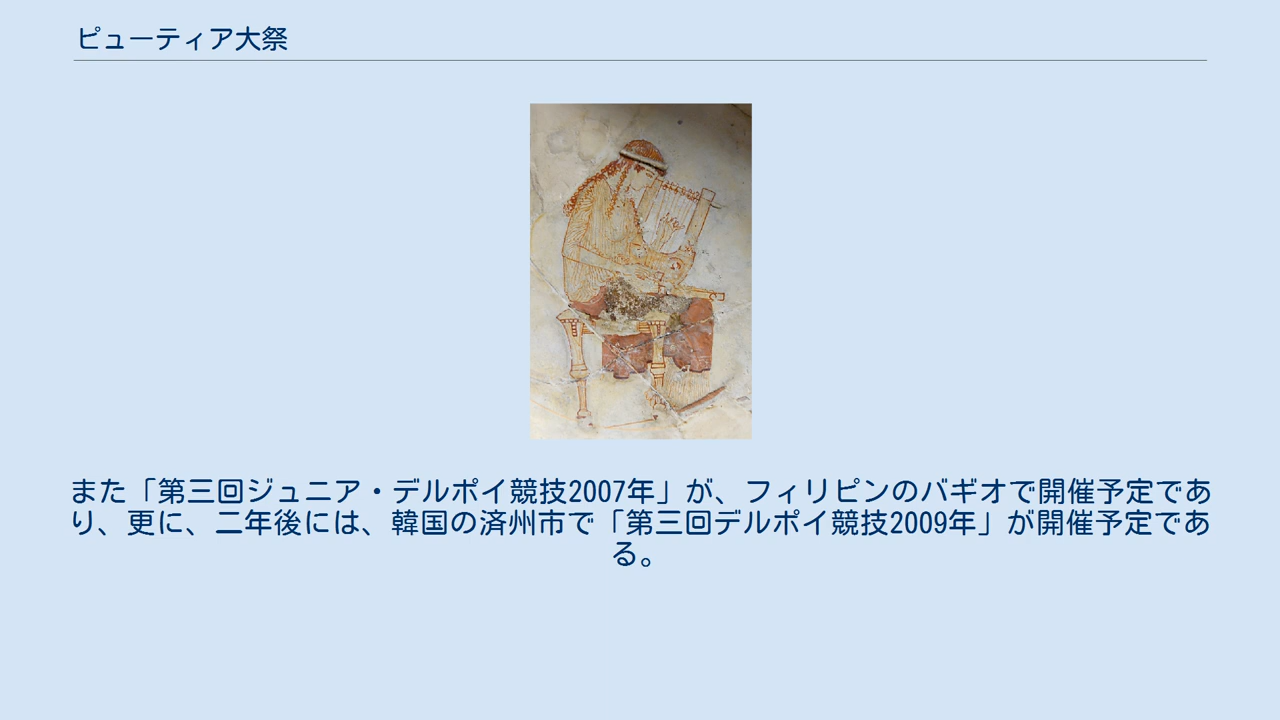 ピューティア大祭
また「第三回ジュニア・デルポイ競技2007年」が、フィリピンのバギオで開催予定であ
り、更に、二年後には、韓国の済州市で「第三回デルポイ競技2009年」が開催予定であ
る。